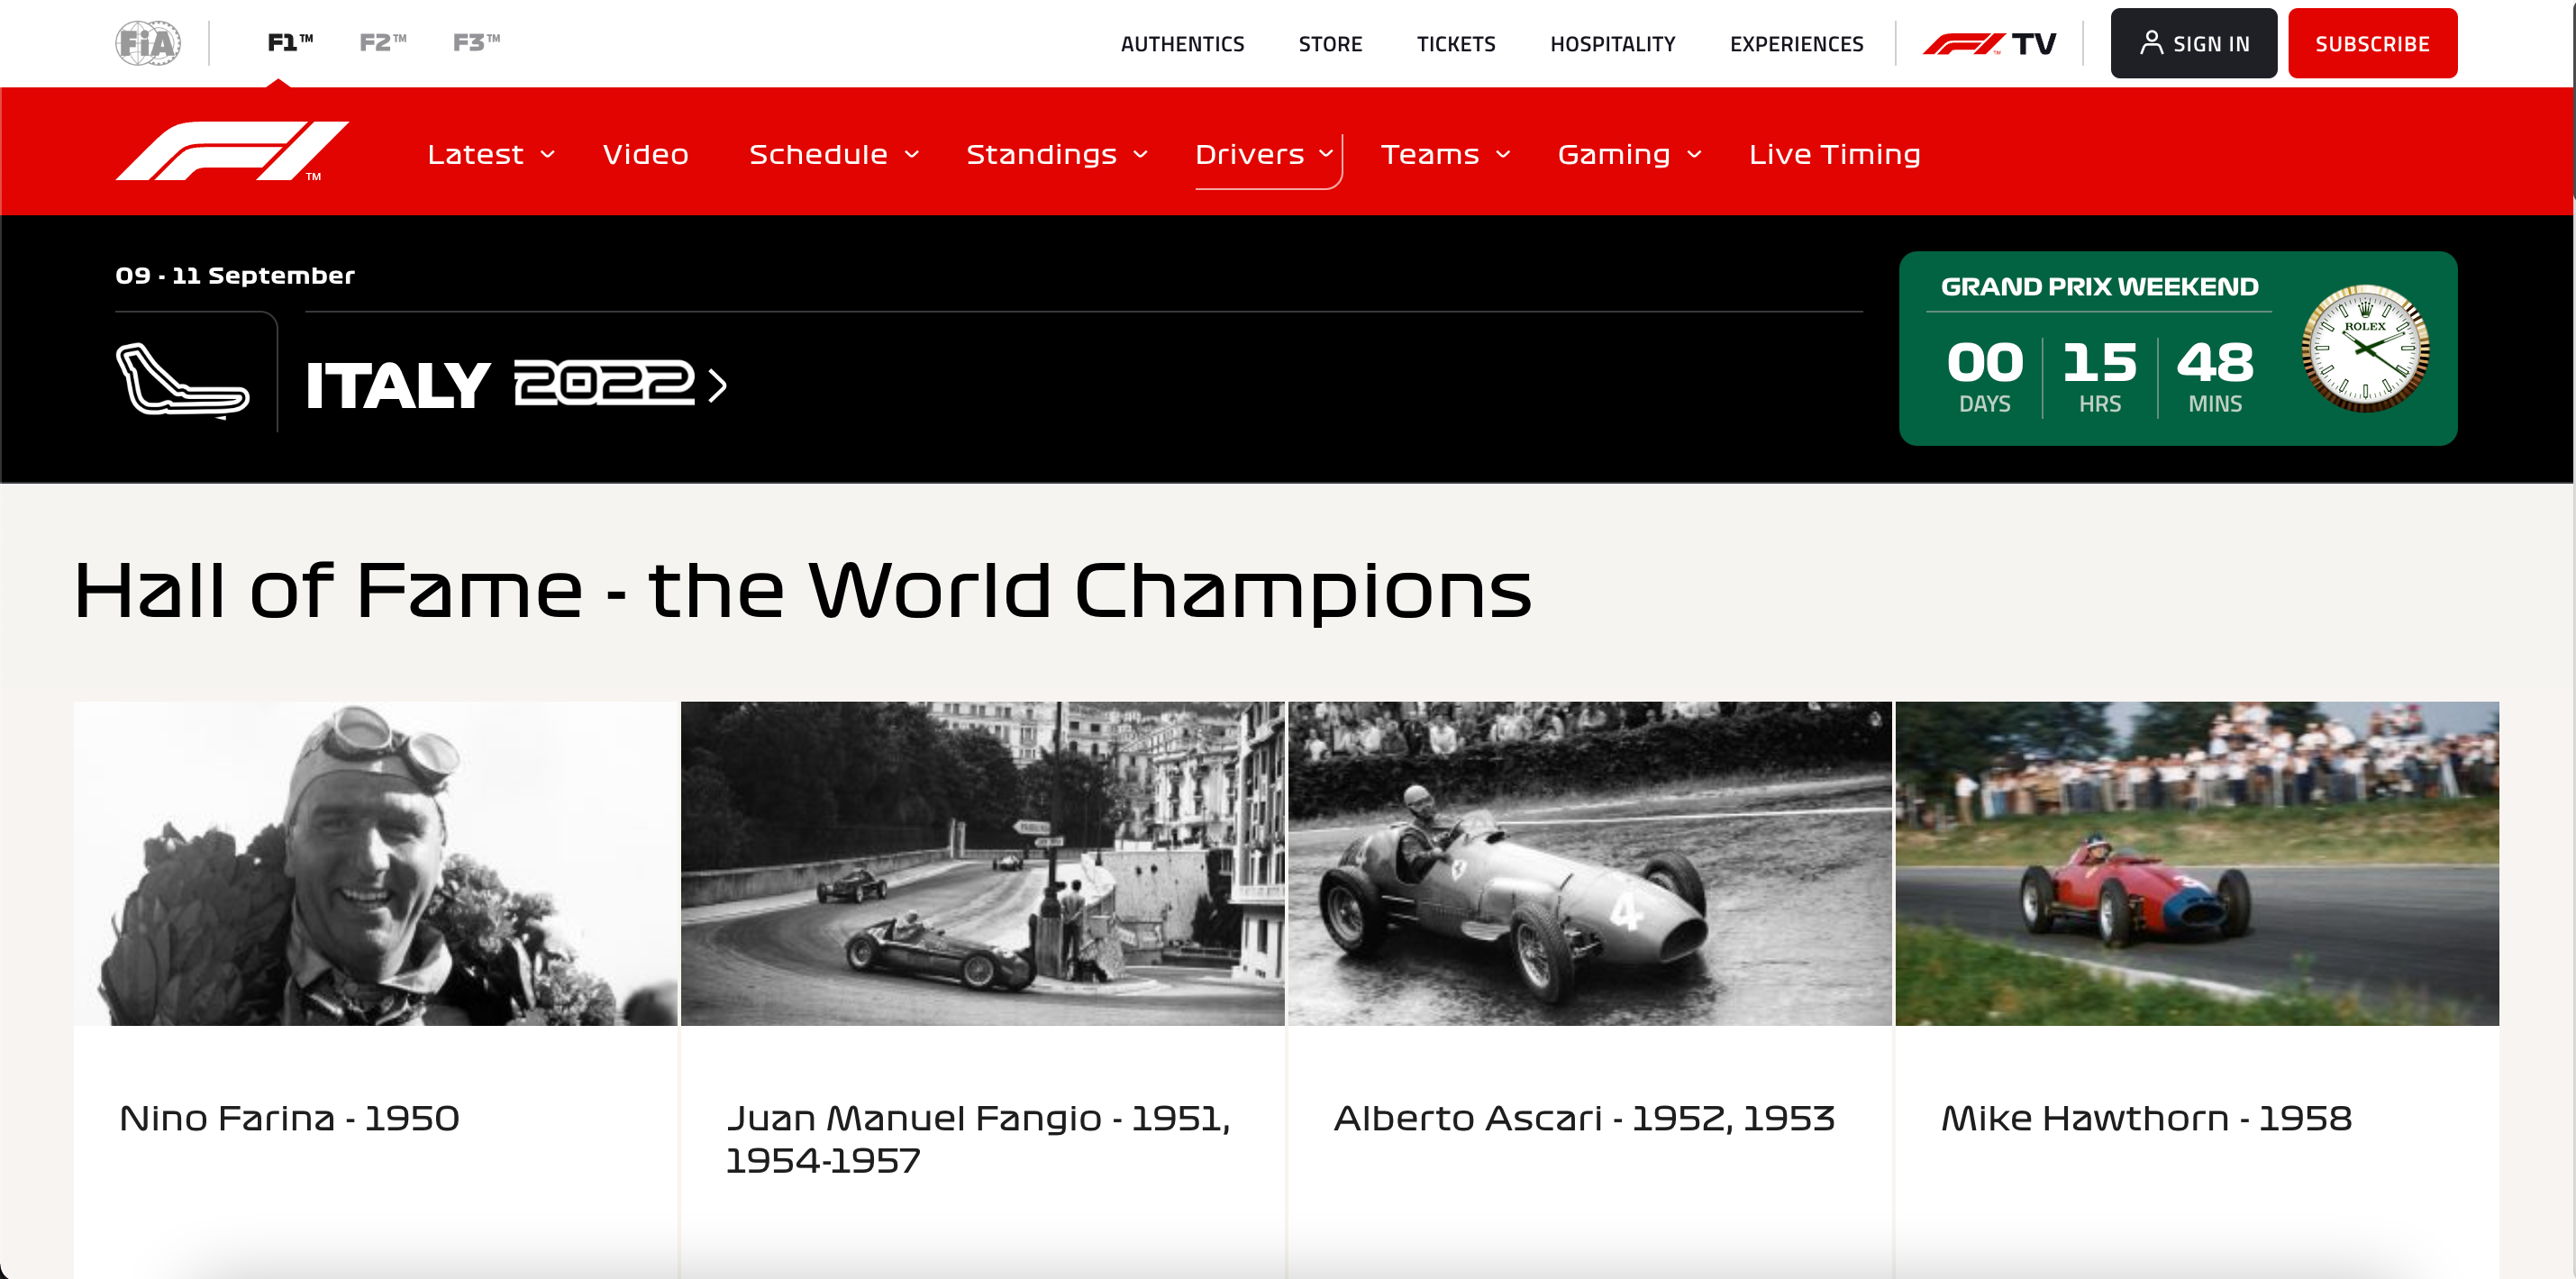 FiA
F1™ F2™ F3™
AUTHENTICS STORE TICKETS HOSPITALITY EXPERIENCES F1 TV SIGN IN SUBSCRIBE
F1™ Latest Video Schedule Standings Drivers Teams Gaming Live Timing
09 - 11 September
ITALY 2022
GRAND PRIX WEEKEND
00 15 48
DAYS HRS MINS
ROLEX
Hall of Fame - the World Champions
4
Nino Farina - 1950
Juan Manuel Fangio - 1951,
1954-1957
Alberto Ascari - 1952, 1953
Mike Hawthorn - 1958